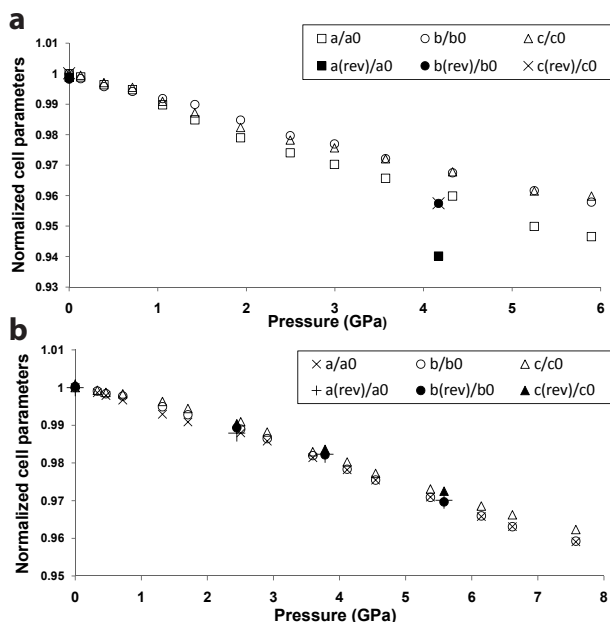 a
□ a/a0 ○ b/b0 △ c/c0
■ a(rev)/a0 ● b(rev)/b0 × c(rev)/c0
Normalized cell parameters
1.01
1
0.99
0.98
0.97
0.96
0.95
0.94
0.93
0 1 2 3 4 5 6
Pressure (GPa)
b
× a/a0 ○ b/b0 △ c/c0
+ a(rev)/a0 ● b(rev)/b0 ▲ c(rev)/c0
Normalized cell parameters
1.01
1
0.99
0.98
0.97
0.96
0.95
0 1 2 3 4 5 6 7 8
Pressure (GPa)